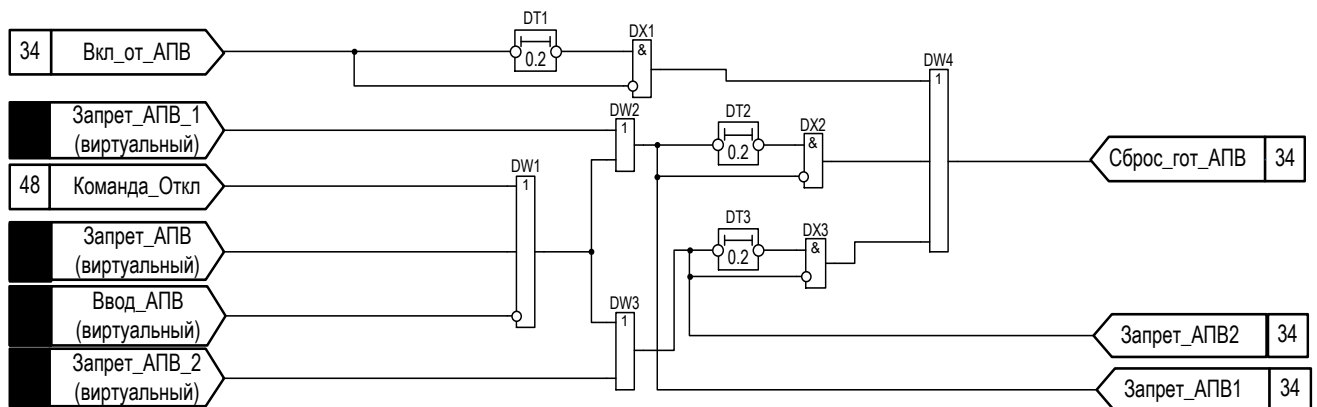 DT1
34 Вкл_от_АПВ
0.2
DX1
&
DW4
1
Запрет_АПВ_1
(виртуальный)
DW2
1
DT2
0.2
DX2
&
Сброс_гот_АПВ 34
48 Команда_Откл
DW1
1
Запрет_АПВ
(виртуальный)
DT3
0.2
DX3
&
Ввод_АПВ
(виртуальный)
DW3
1
Запрет_АПВ2 34
Запрет_АПВ_2
(виртуальный)
Запрет_АПВ1 34